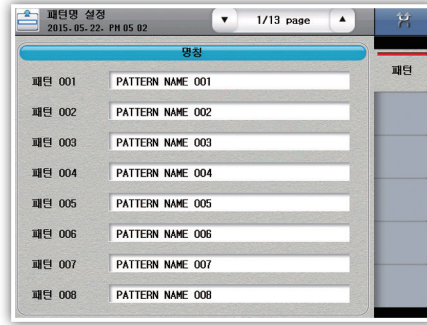 패턴명 설정
2015.05.22. PM 05 02
▼ 1/13 page ▲
명칭
패턴 001 PATTERN NAME 001
패턴 002 PATTERN NAME 002
패턴 003 PATTERN NAME 003
패턴 004 PATTERN NAME 004
패턴 005 PATTERN NAME 005
패턴 006 PATTERN NAME 006
패턴 007 PATTERN NAME 007
패턴 008 PATTERN NAME 008
패턴